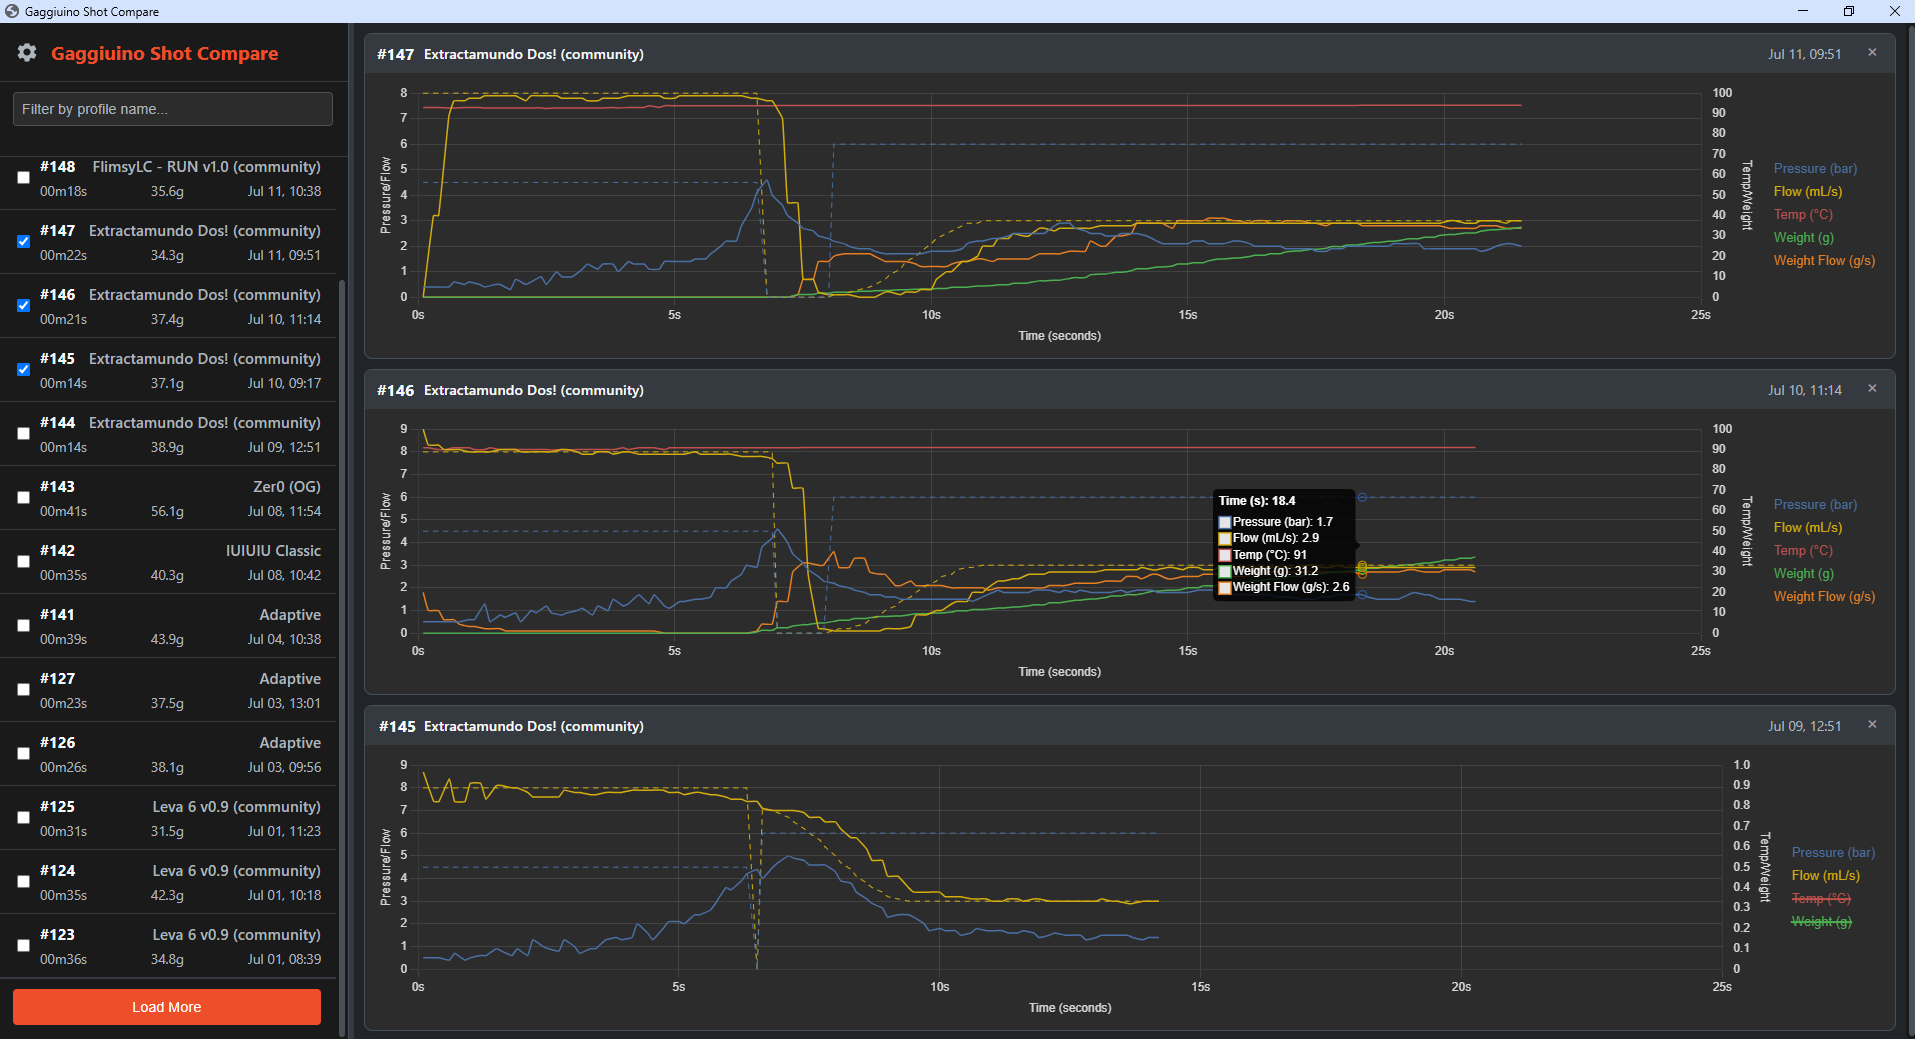 Gaggiuino Shot Compare
Gaggiuino Shot Compare
Filter by profile name...
#148 FlimsyLC - RUN v1.0 (community)
00m18s 35.6g Jul 11, 10:38
#147 Extractamundo Dos! (community)
00m22s 34.3g Jul 11, 09:51
#146 Extractamundo Dos! (community)
00m21s 37.4g Jul 10, 11:14
#145 Extractamundo Dos! (community)
00m14s 37.1g Jul 10, 09:17
#144 Extractamundo Dos! (community)
00m14s 38.9g Jul 09, 12:51
#143 Zer0 (OG)
00m41s 56.1g Jul 08, 11:54
#142 IUIUIU Classic
00m35s 40.3g Jul 08, 10:42
#141 Adaptive
00m39s 43.9g Jul 04, 10:38
#127 Adaptive
00m23s 37.5g Jul 03, 13:01
#126 Adaptive
00m26s 38.1g Jul 03, 09:56
#125 Leva 6 v0.9 (community)
00m31s 31.5g Jul 01, 11:23
#124 Leva 6 v0.9 (community)
00m35s 42.3g Jul 01, 10:18
#123 Leva 6 v0.9 (community)
00m36s 34.8g Jul 01, 08:39
Load More
#147 Extractamundo Dos! (community) Jul 11, 09:51
Pressure/Flow
8
7
6
5
4
3
2
1
0
0s 5s 10s 15s 20s 25s
Time (seconds)
100
90
80
70
60
50
40
30
20
10
0
Temp/Weight
Pressure (bar)
Flow (mL/s)
Temp (°C)
Weight (g)
Weight Flow (g/s)
#146 Extractamundo Dos! (community) Jul 10, 11:14
Pressure/Flow
9
8
7
6
5
4
3
2
1
0
0s 5s 10s 15s 20s 25s
Time (seconds)
Time (s): 18.4
Pressure (bar): 1.7
Flow (mL/s): 2.9
Temp (°C): 91
Weight (g): 31.2
Weight Flow (g/s): 2.6
100
90
80
70
60
50
40
30
20
10
0
Temp/Weight
Pressure (bar)
Flow (mL/s)
Temp (°C)
Weight (g)
Weight Flow (g/s)
#145 Extractamundo Dos! (community) Jul 09, 12:51
Pressure/Flow
9
8
7
6
5
4
3
2
1
0
0s 5s 10s 15s 20s 25s
Time (seconds)
1.0
0.9
0.8
0.7
0.6
0.5
0.4
0.3
0.2
0.1
0
Temp/Weight
Pressure (bar)
Flow (mL/s)
Temp (°C)
Weight (g)